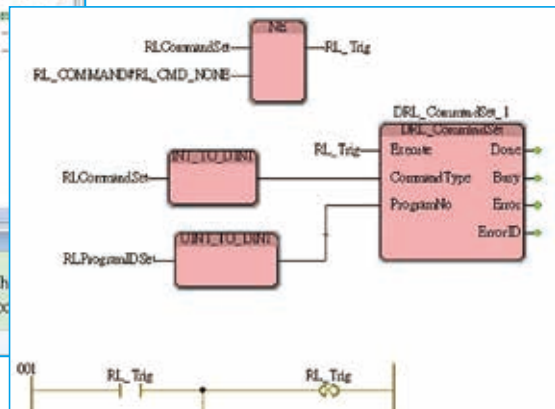 NE
RLCommandSet
RL_Trig
RL_COMMAND#RL_CMD_NONE
DRL_CommandSet_1
DRL_CommandSet
RL_Trig
Execute
Done
INT_TO_DINT
RLCommandSet
CommandType
Busy
ProgramNo
Error
UINT_TO_DINT
ErrorID
RLProgramIDSet
001
RL_Trig
RL_Trig